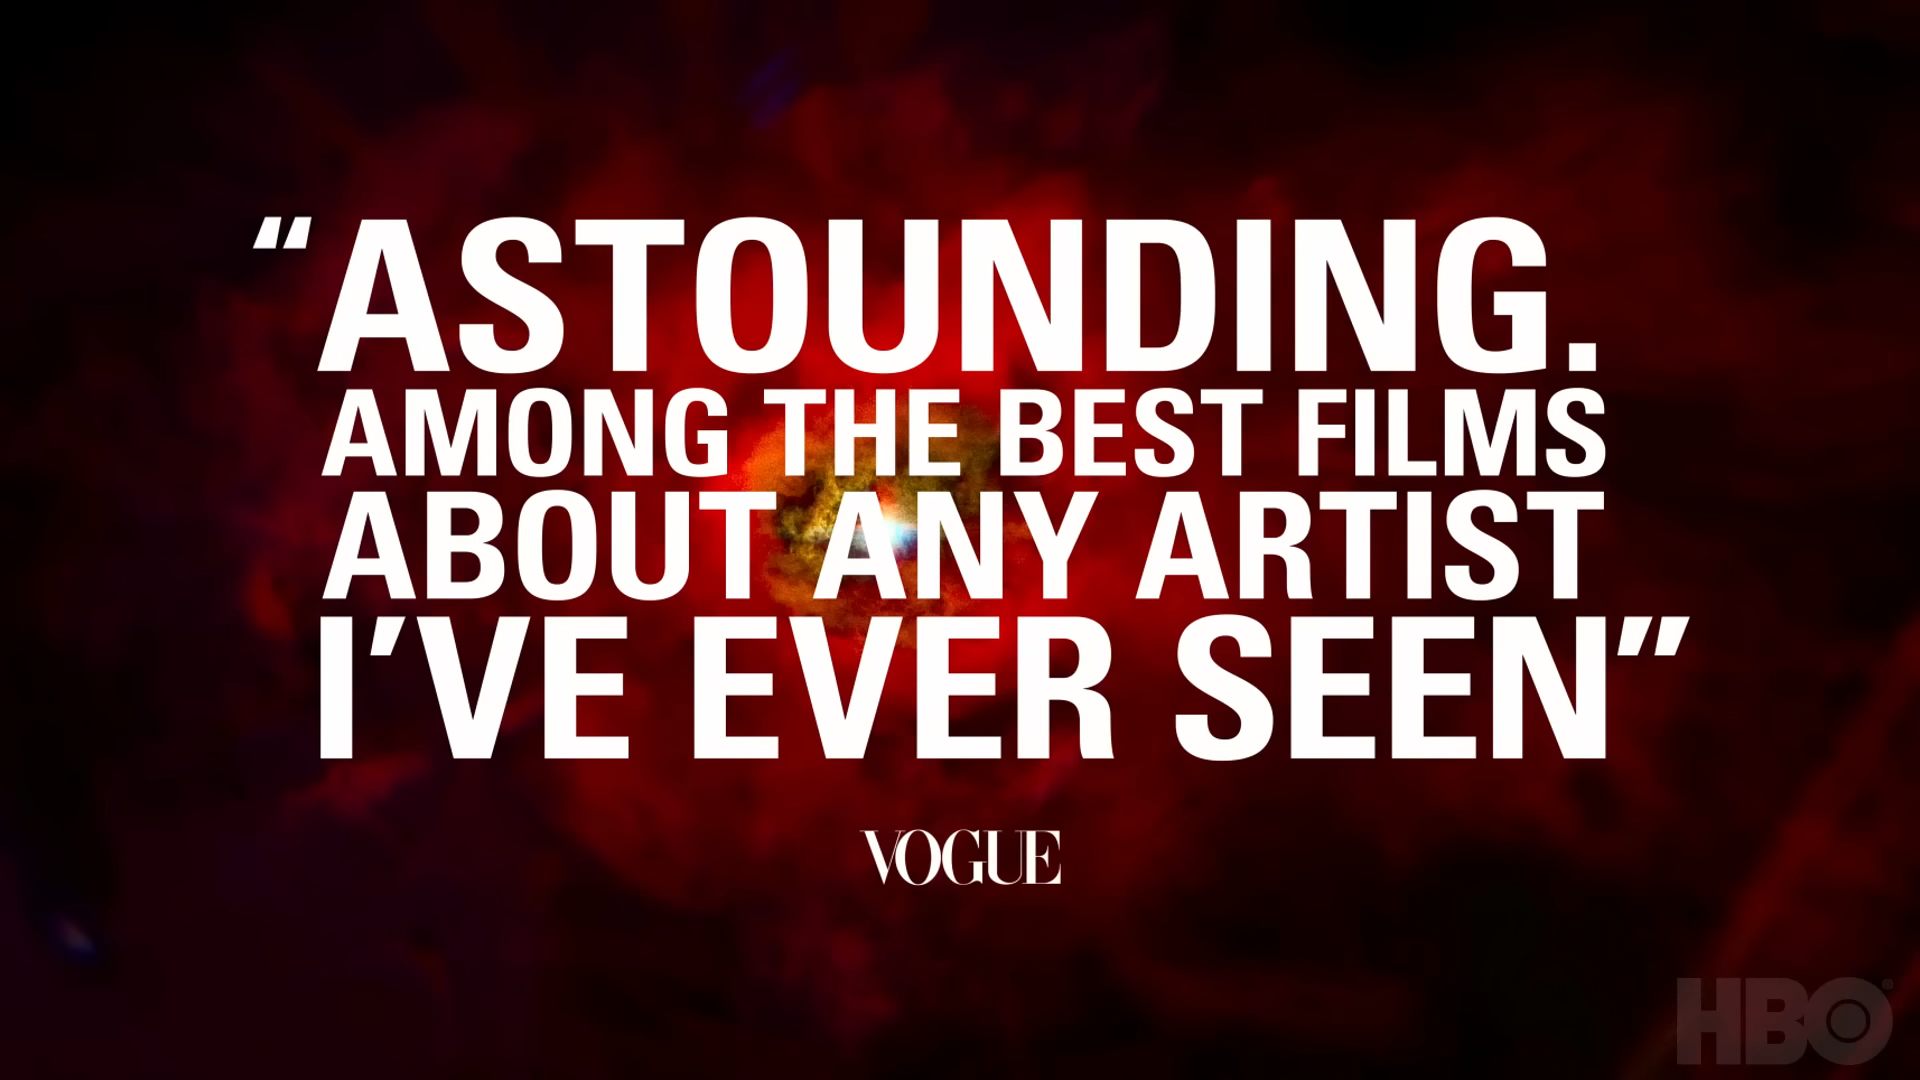 “ASTOUNDING.
AMONG THE BEST FILMS
ABOUT ANY ARTIST
I’VE EVER SEEN”
VOGUE
HBO®